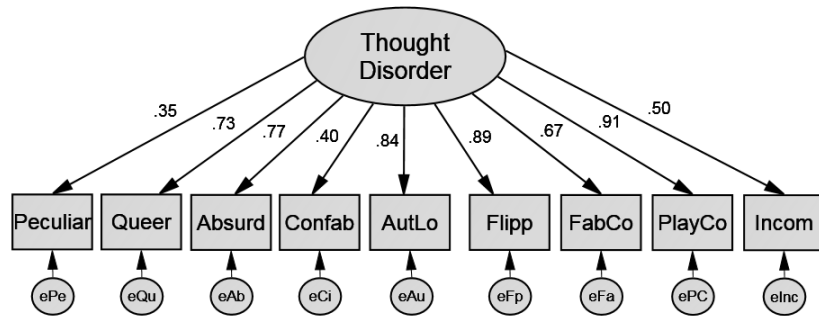 Thought
Disorder
.35
.73
.77
.40
.84
.89
.67
.91
.50
Peculiar
Queer
Absurd
Confab
AutLo
Flipp
FabCo
PlayCo
Incom
ePe
eQu
eAb
eCi
eAu
eFp
eFa
ePC
eInc